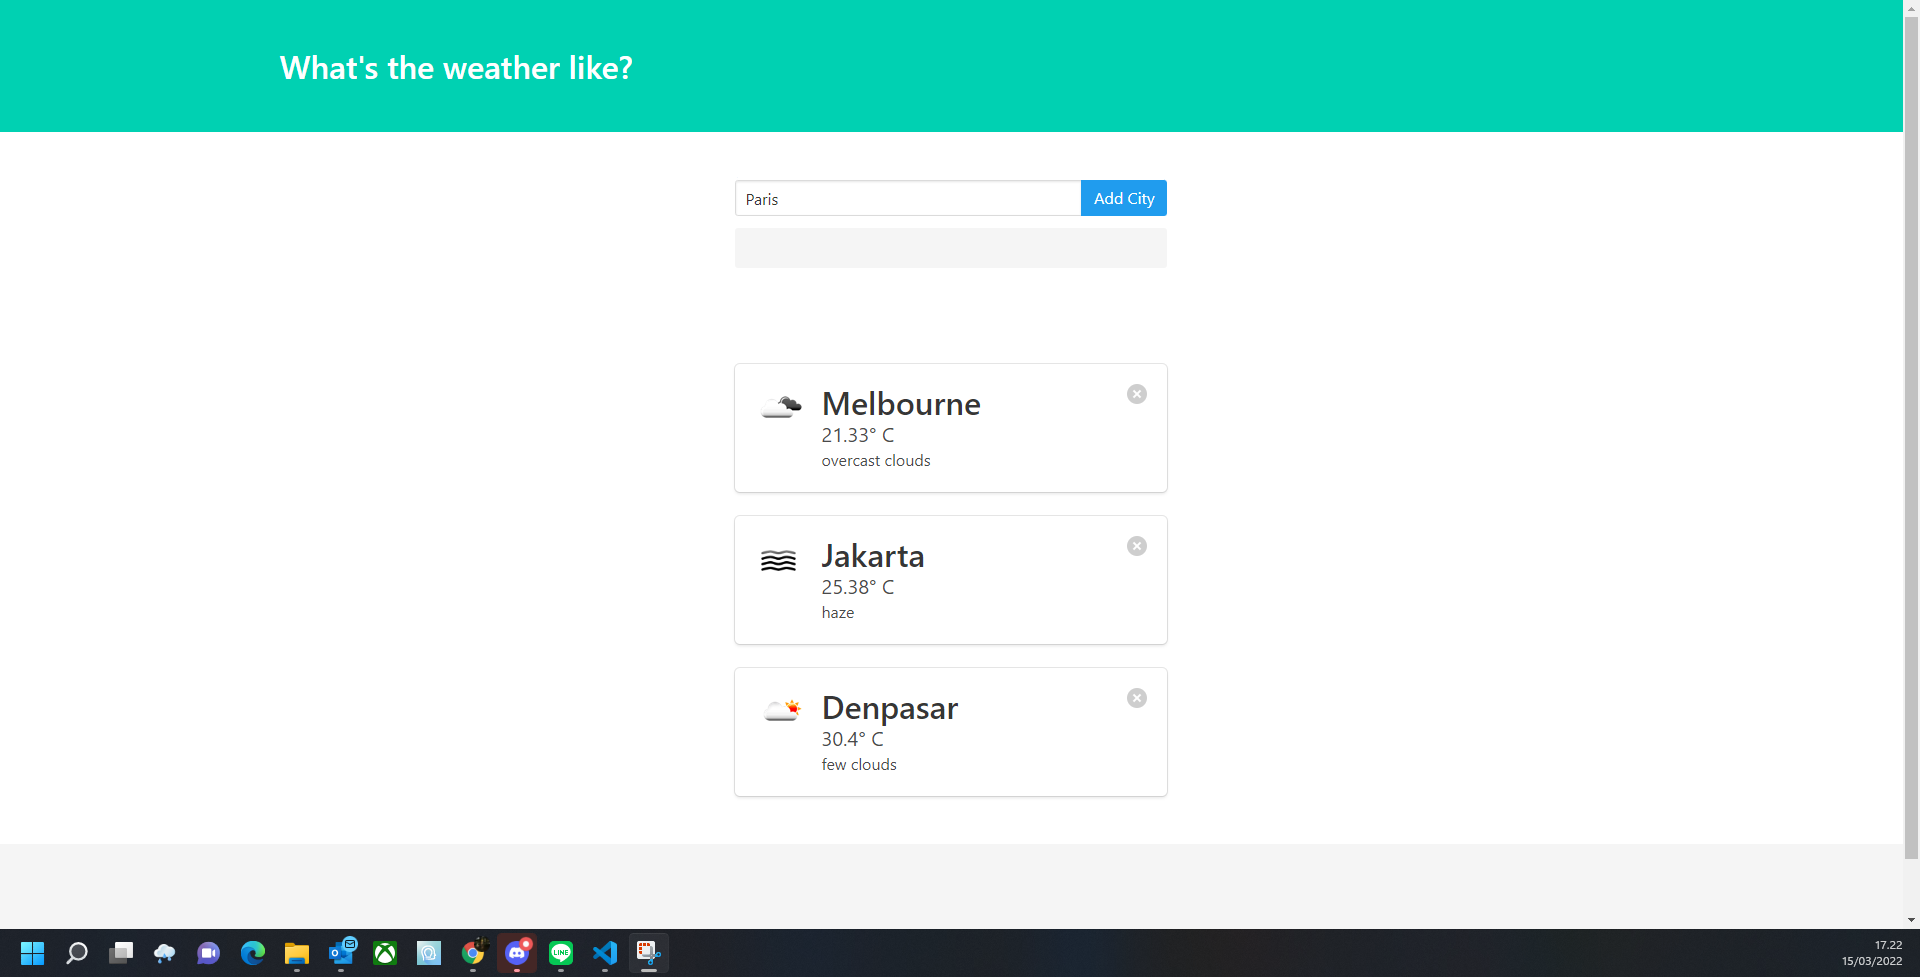 What's the weather like?
Paris
Add City
Melbourne
21.33° C
overcast clouds
Jakarta
25.38° C
haze
Denpasar
30.4° C
few clouds
LINE
17.22
15/03/2022